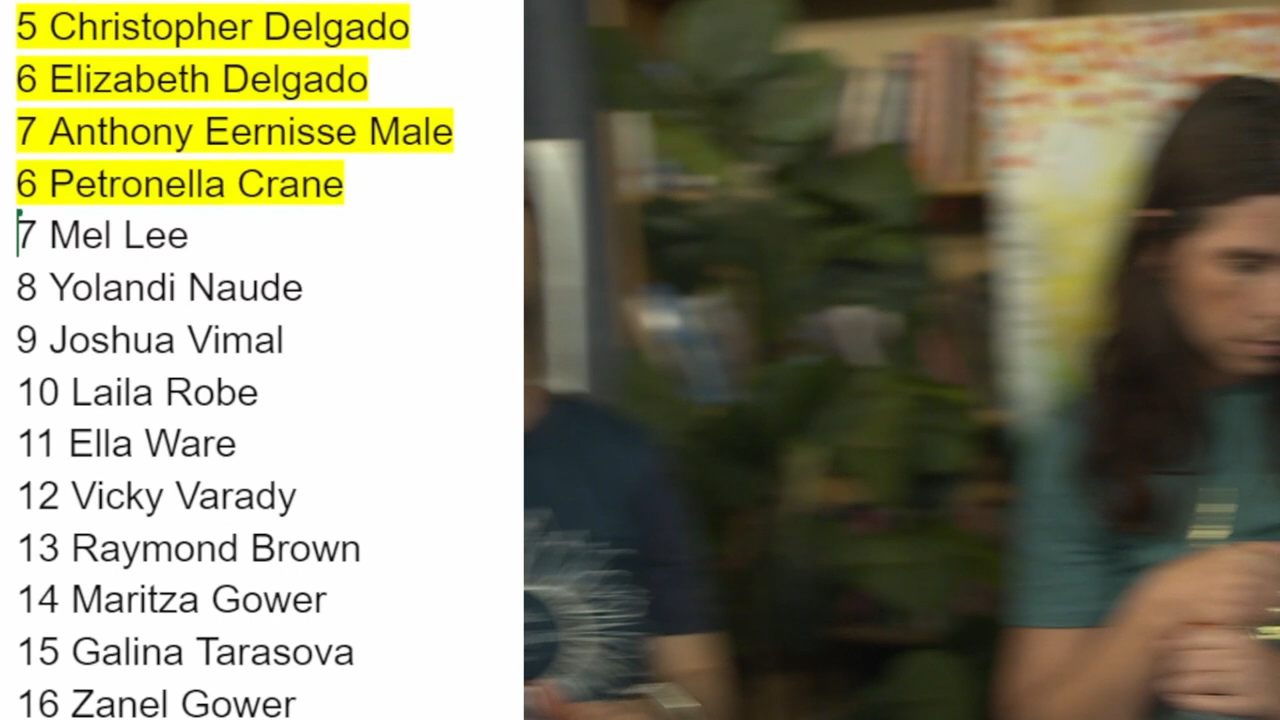 5 Christopher Delgado
6 Elizabeth Delgado
7 Anthony Eernisse Male
6 Petronella Crane
7 Mel Lee
8 Yolandi Naude
9 Joshua Vimal
10 Laila Robe
11 Ella Ware
12 Vicky Varady
13 Raymond Brown
14 Maritza Gower
15 Galina Tarasova
16 Zanel Gower